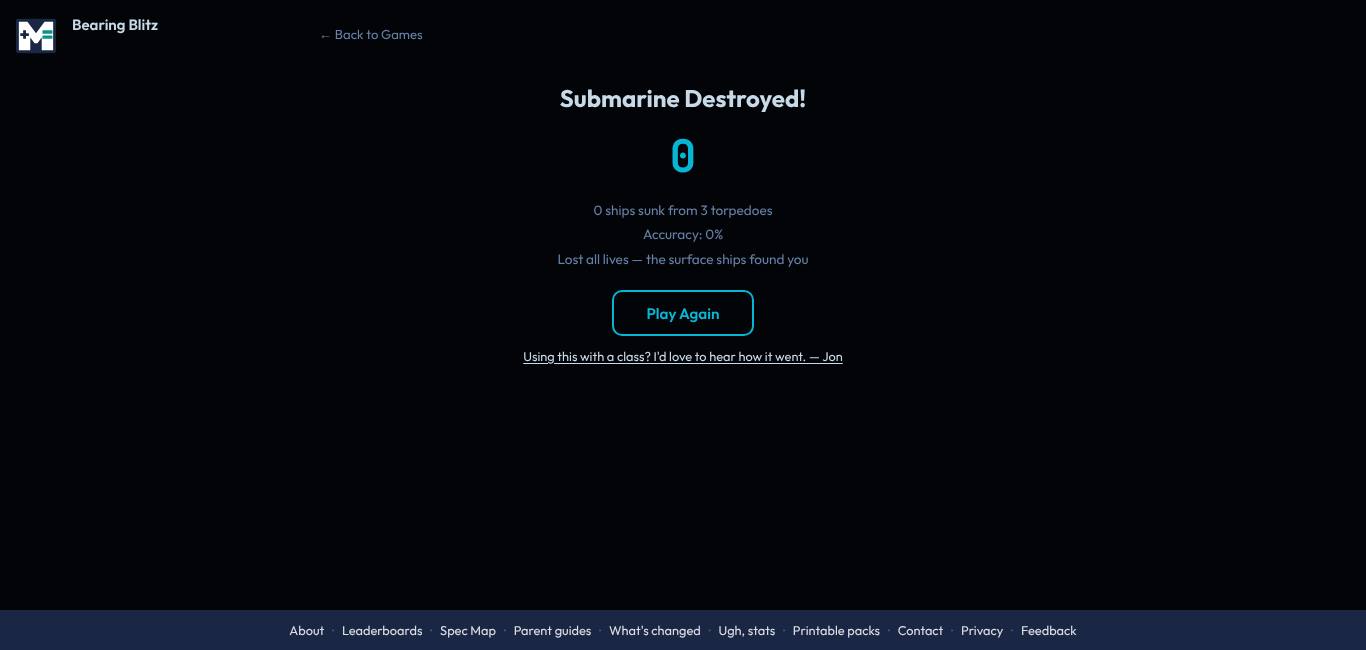 Bearing Blitz
← Back to Games
Submarine Destroyed!
0
0 ships sunk from 3 torpedoes
Accuracy: 0%
Lost all lives — the surface ships found you
Play Again
Using this with a class? I'd love to hear how it went. — Jon
About · Leaderboards · Spec Map · Parent guides · What's changed · Ugh, stats · Printable packs · Contact · Privacy · Feedback